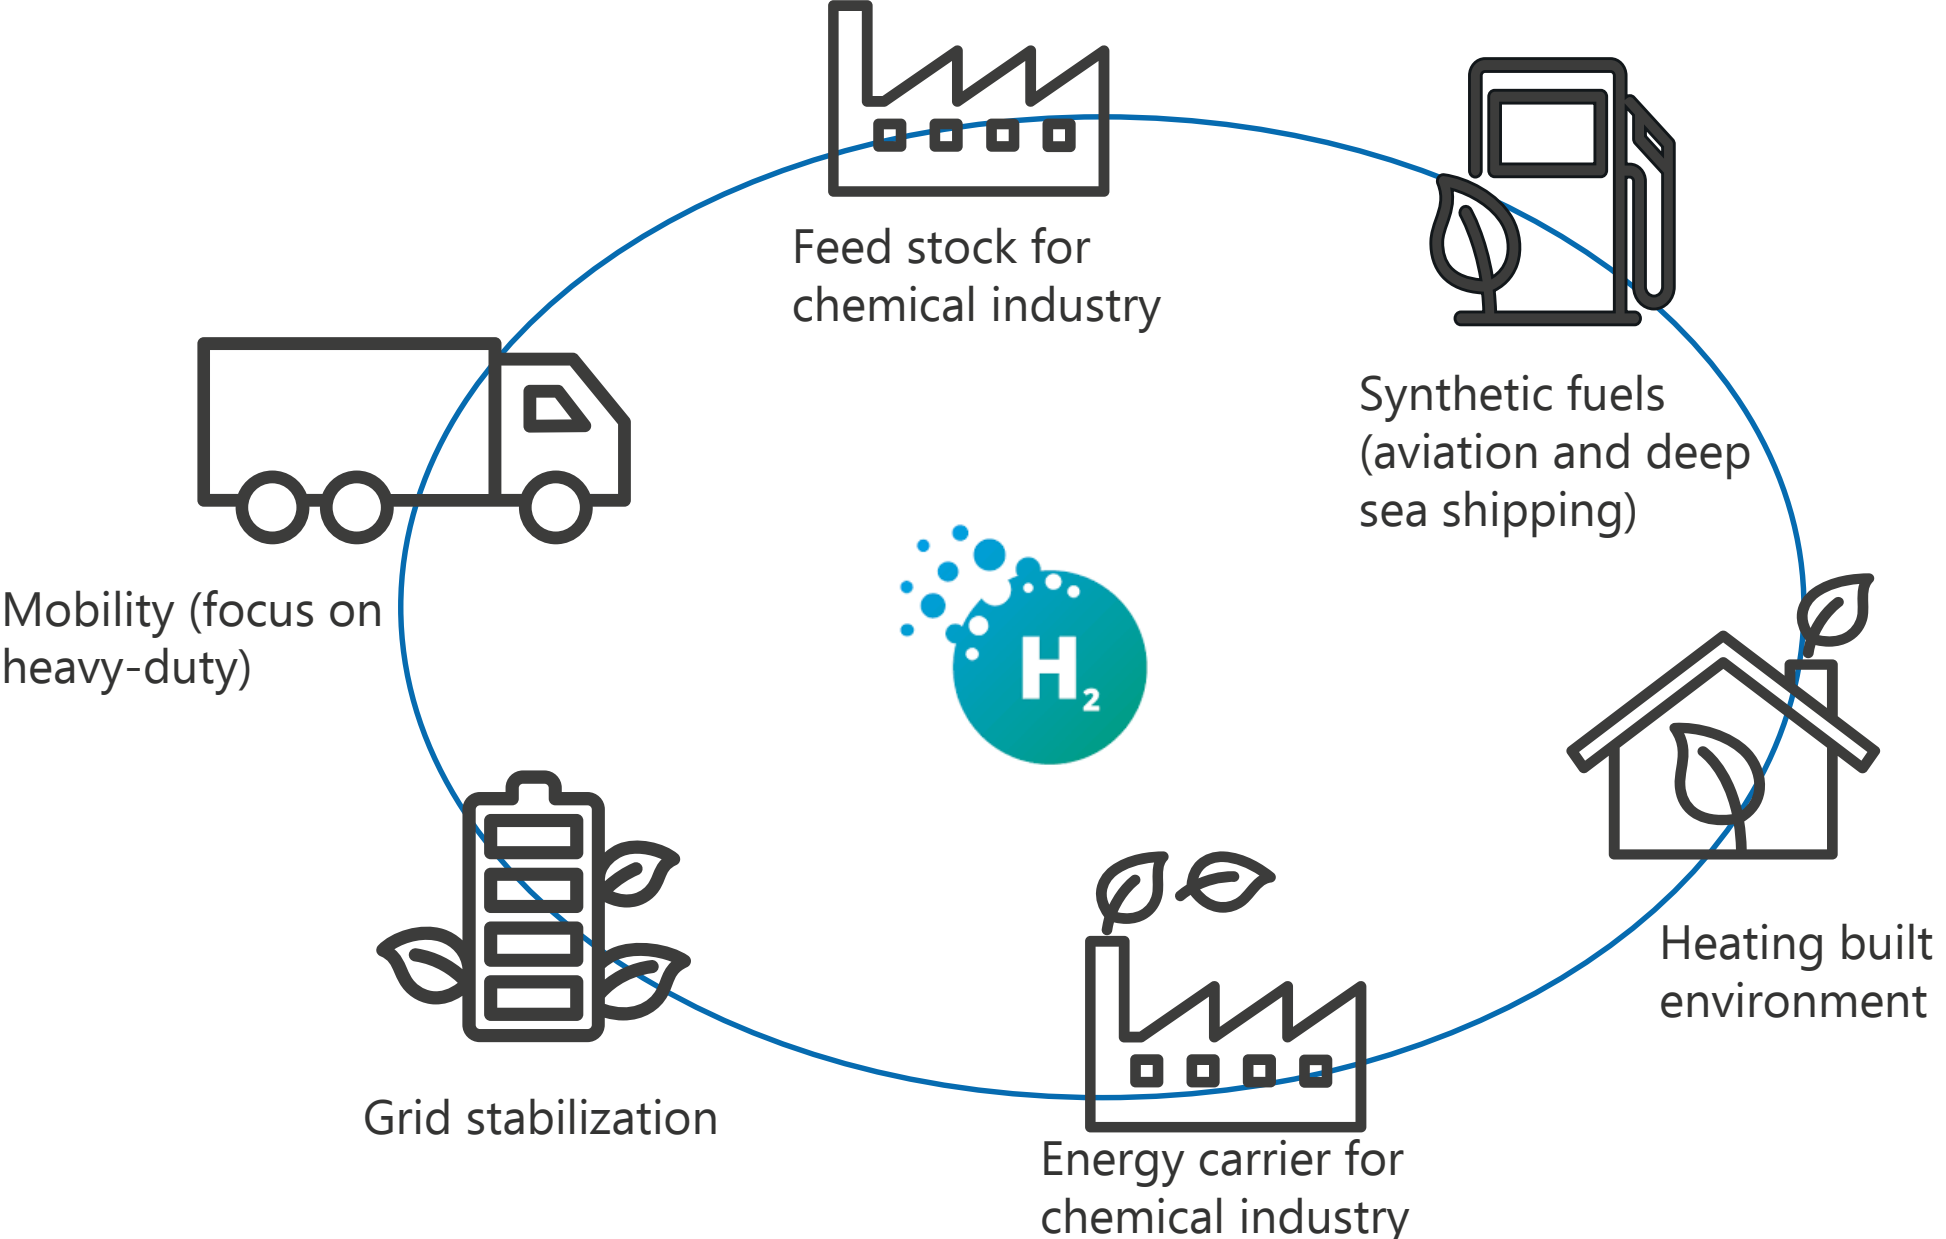 Feed stock for
chemical industry
Synthetic fuels
(aviation and deep
sea shipping)
Mobility (focus on
heavy-duty)
H2
Heating built
environment
Grid stabilization
Energy carrier for
chemical industry